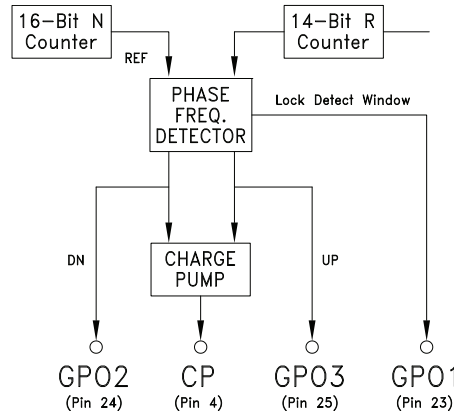 16-Bit N
Counter
14-Bit R
Counter
REF
PHASE
FREQ.
DETECTOR
Lock Detect Window
DN
CHARGE
PUMP
UP
GPO2
(Pin 24)
CP
(Pin 4)
GPO3
(Pin 25)
GPO1
(Pin 23)